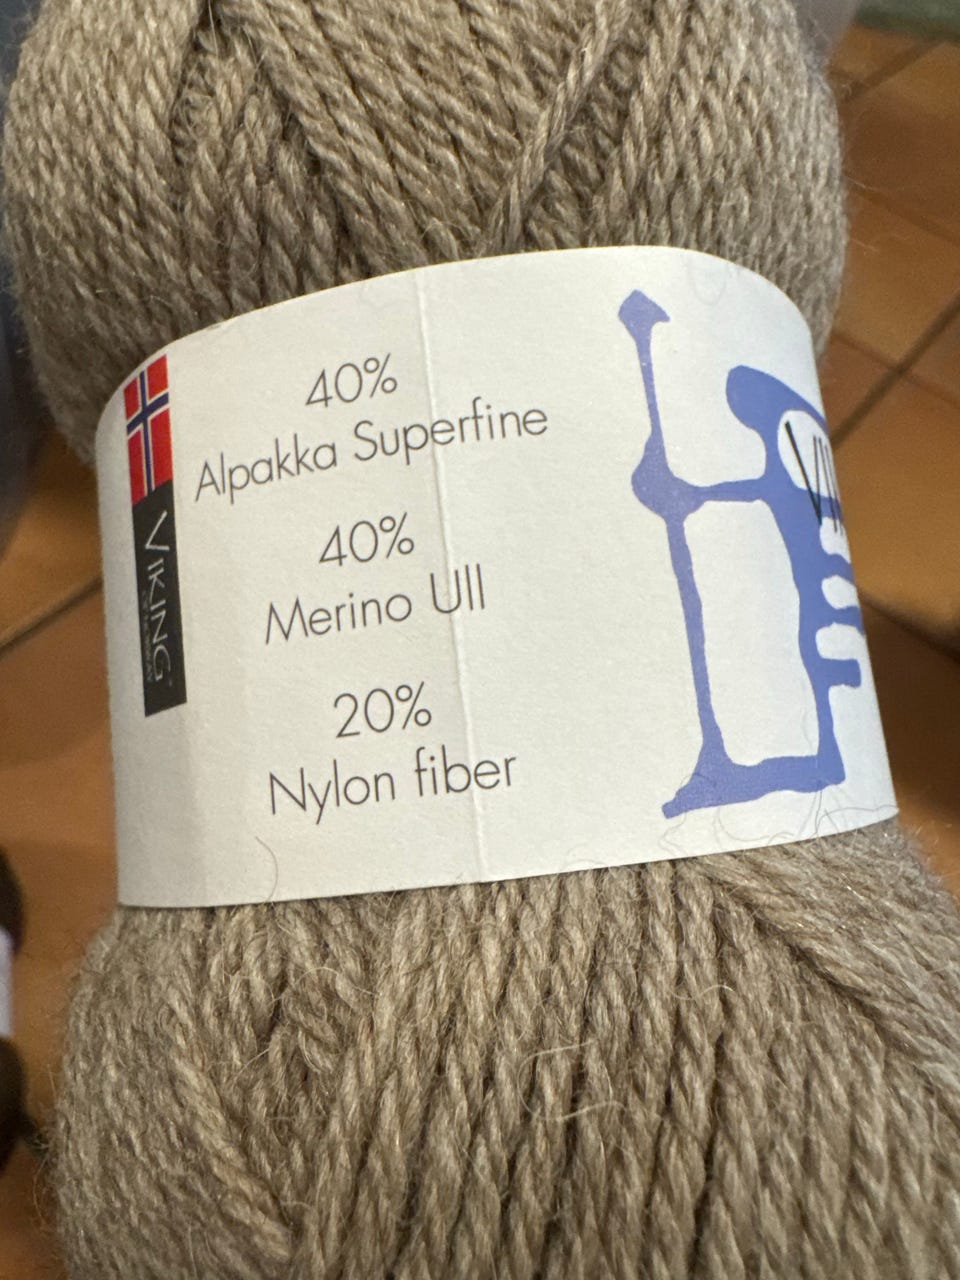 40%
Alpakka Superfine
40%
Merino Ull
20%
Nylon fiber
VIKING